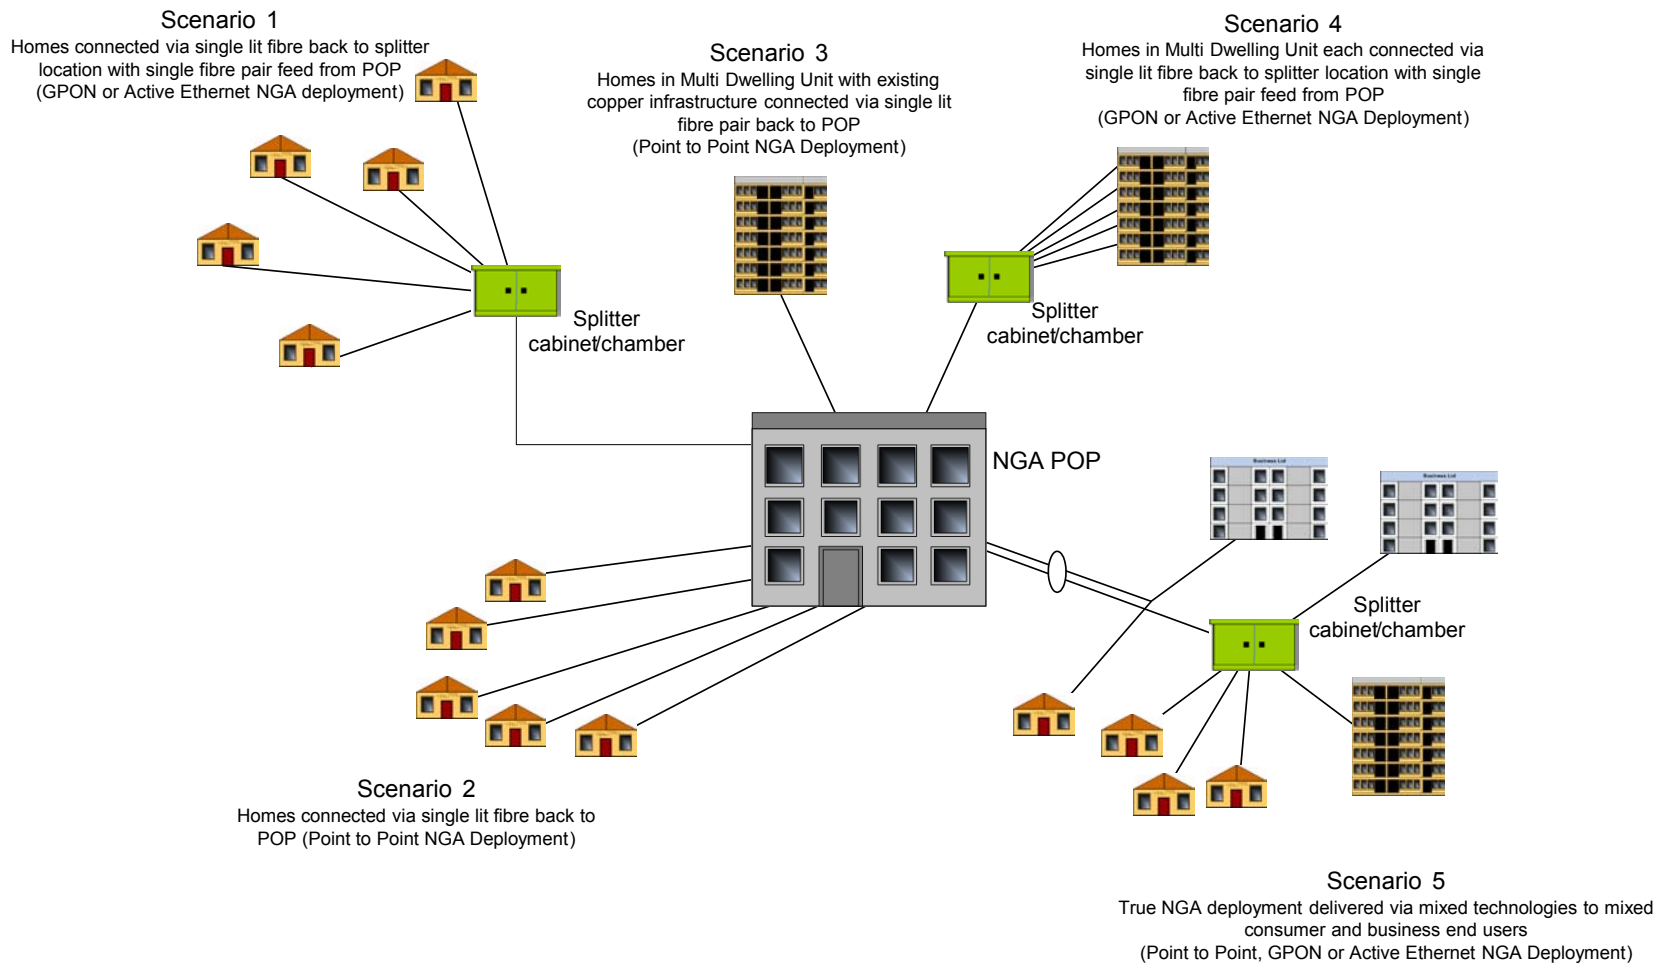 Scenario 1
Homes connected via single lit fibre back to splitter
location with single fibre pair feed from POP
(GPON or Active Ethernet NGA deployment)
Scenario 3
Homes in Multi Dwelling Unit with existing
copper infrastructure connected via single lit
fibre pair back to POP
(Point to Point NGA Deployment)
Scenario 4
Homes in Multi Dwelling Unit each connected via
single lit fibre back to splitter location with single
fibre pair feed from POP
(GPON or Active Ethernet NGA Deployment)
Splitter
cabinet/chamber
Splitter
cabinet/chamber
NGA POP
Business Ltd
Business Ltd
Splitter
cabinet/chamber
Scenario 2
Homes connected via single lit fibre back to
POP (Point to Point NGA Deployment)
Scenario 5
True NGA deployment delivered via mixed technologies to mixed
consumer and business end users
(Point to Point, GPON or Active Ethernet NGA Deployment)